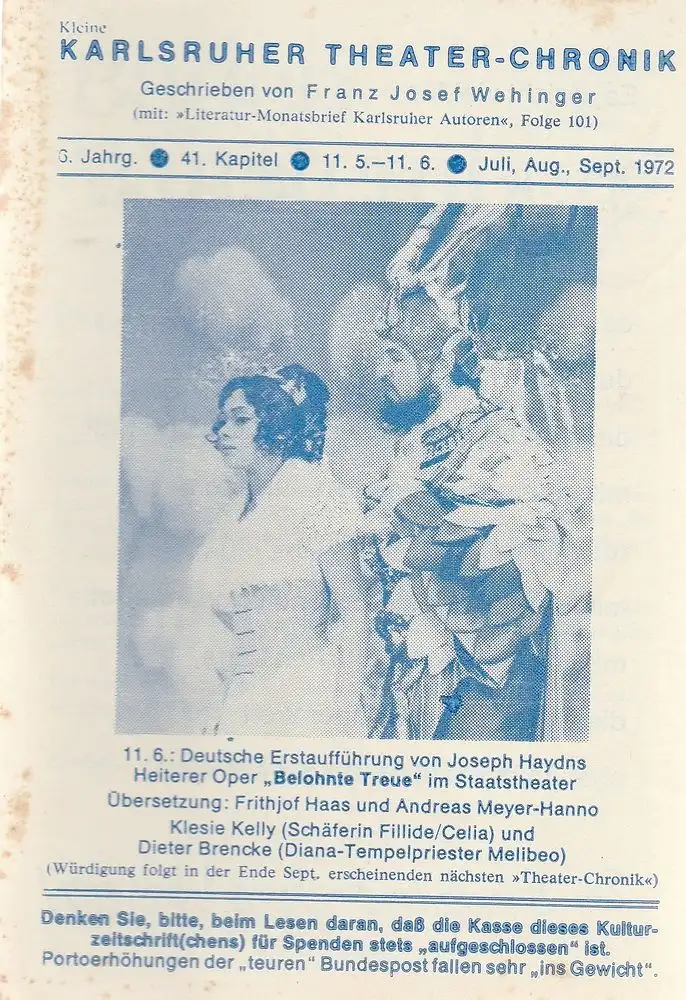 Kleine
KARLSRUHER THEATER-CHRONIK
Geschrieben von Franz Josef Wehinger
(mit: »Literatur-Monatsbrief Karlsruher Autoren«, Folge 101)
6. Jahrg. ● 41. Kapitel ● 11. 5.—11. 6. ● Juli, Aug., Sept. 1972
11. 6.: Deutsche Erstaufführung von Joseph Haydns
Heiterer Oper „Belohnte Treue“ im Staatstheater
Übersetzung: Frithjof Haas und Andreas Meyer-Hanno
Klesie Kelly (Schäferin Fillide/Celia) und
Dieter Brencke (Diana-Tempelpriester Melibeo)
(Würdigung folgt in der Ende Sept. erscheinenden nächsten »Theater-Chronik«)
Denken Sie, bitte, beim Lesen daran, daß die Kasse dieses Kultur-
zeitschrift(chens) für Spenden stets „aufgeschlossen“ ist.
Portoerhöhungen der „teuren“ Bundespost fallen sehr „ins Gewicht“.